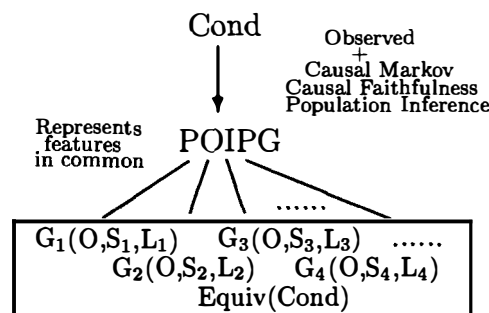 Cond
Observed
+
Causal Markov
Causal Faithfulness
Population Inference
Represents
features
in common
POIPG
......
G₁(O,S₁,L₁) G₃(O,S₃,L₃) ......
G₂(O,S₂,L₂) G₄(O,S₄,L₄)
Equiv(Cond)